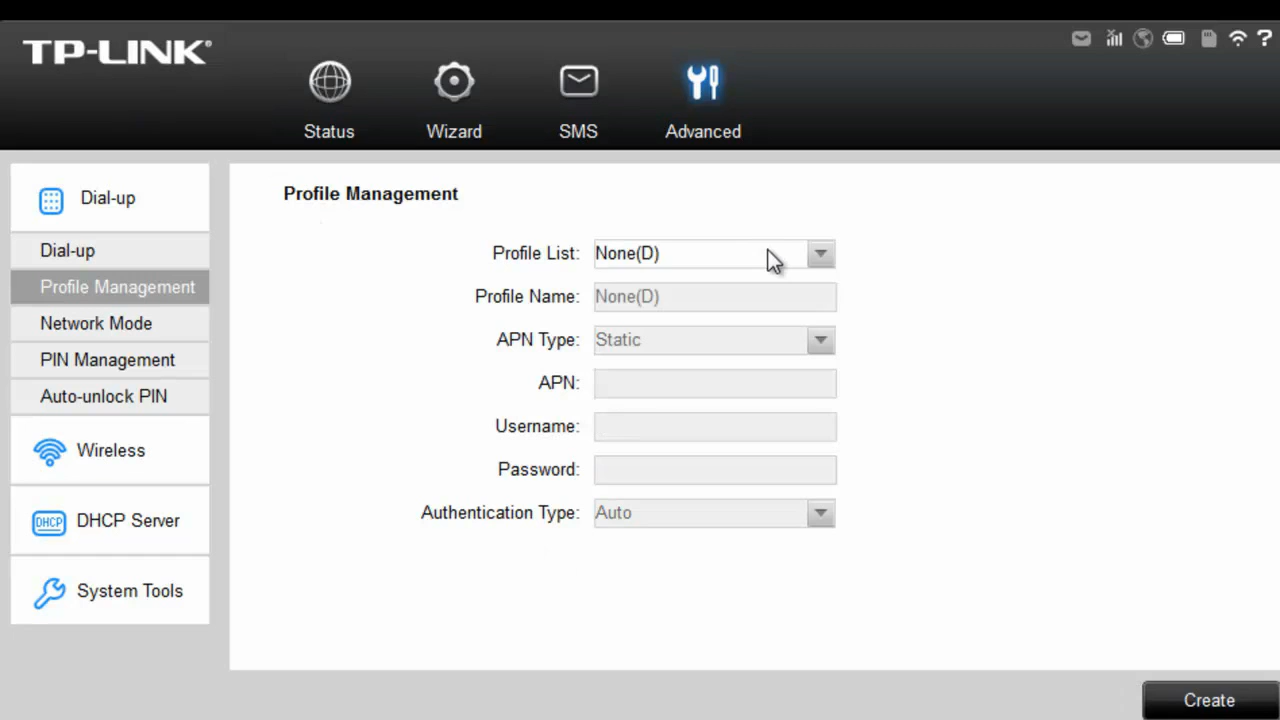 TP-LINK®
Status
Wizard
SMS
Advanced
Dial-up
Dial-up
Profile Management
Network Mode
PIN Management
Auto-unlock PIN
Wireless
DHCP
DHCP Server
System Tools
Profile Management
Profile List: None(D)
Profile Name: None(D)
APN Type: Static
APN:
Username:
Password:
Authentication Type: Auto
Create